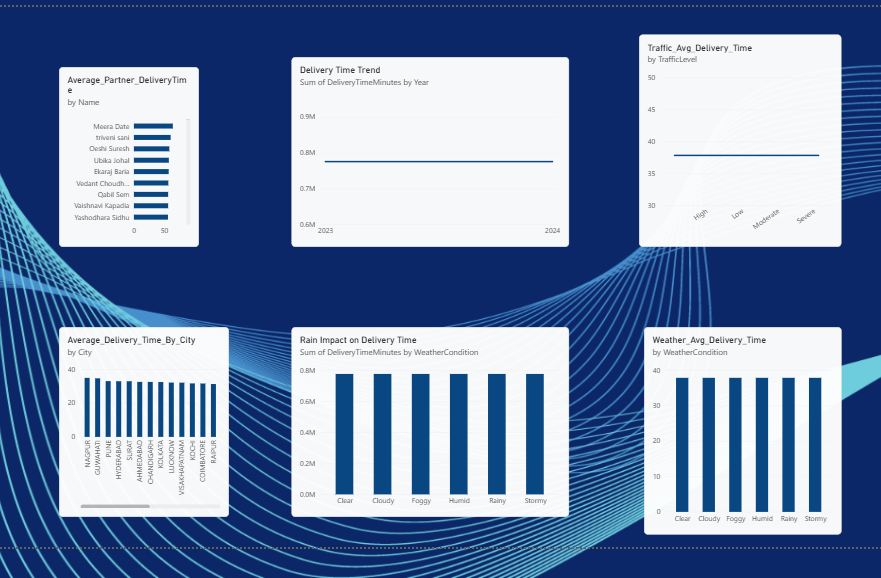 Average_Partner_DeliveryTim
e
by Name
Meera Date
triveni sani
Oeshi Suresh
Ubika Johal
Ekaraj Baria
Vedant Choudh...
Qabil Sem
Vaishnavi Kapadia
Yashodhara Sidhu
0 50
Delivery Time Trend
Sum of DeliveryTimeMinutes by Year
0.9M
0.8M
0.7M
0.6M
2023 2024
Traffic_Avg_Delivery_Time
by TrafficLevel
50
45
40
35
30
High Low Moderate Severe
Average_Delivery_Time_By_City
by City
40
20
0
NAGPUR GUWAHATI PUNE HYDERABAD SURAT AHMEDABAD CHANDIGARH KOLKATA LUCKNOW VISAKHAPATNAM KOCHI COIMBATORE RAIPUR
Rain Impact on Delivery Time
Sum of DeliveryTimeMinutes by WeatherCondition
0.8M
0.6M
0.4M
0.2M
0.0M
Clear Cloudy Foggy Humid Rainy Stormy
Weather_Avg_Delivery_Time
by WeatherCondition
40
30
20
10
0
Clear Cloudy Foggy Humid Rainy Stormy